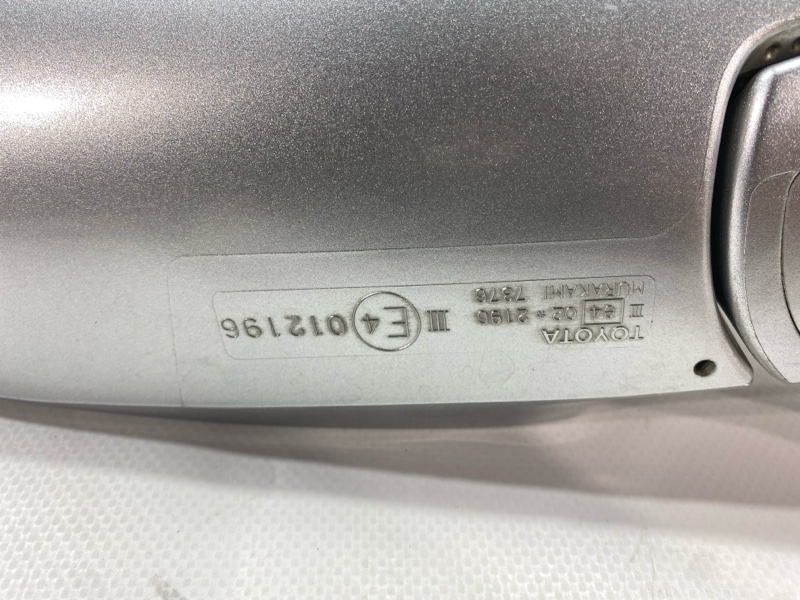 TOYOTA
III e4 02*2196
MURAKAMI 7376
III E4 012196